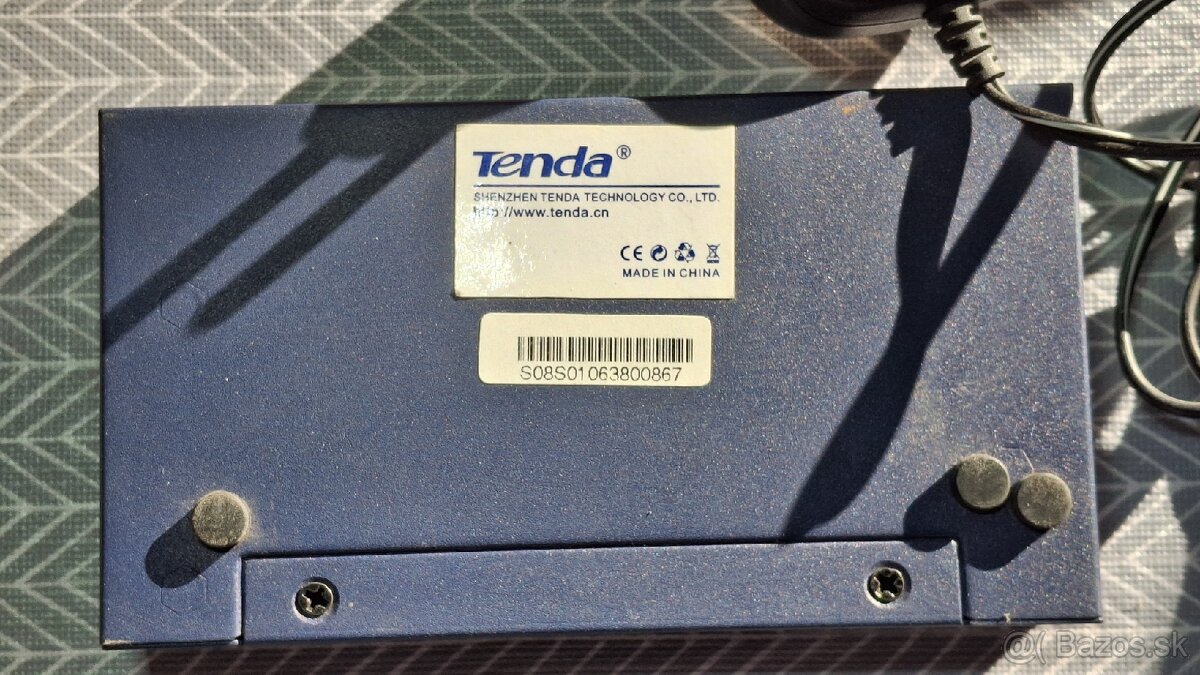 Tenda®
SHENZHEN TENDA TECHNOLOGY CO., LTD.
http://www.tenda.cn
CE
MADE IN CHINA
S08S01063800867
@( Bazos.sk